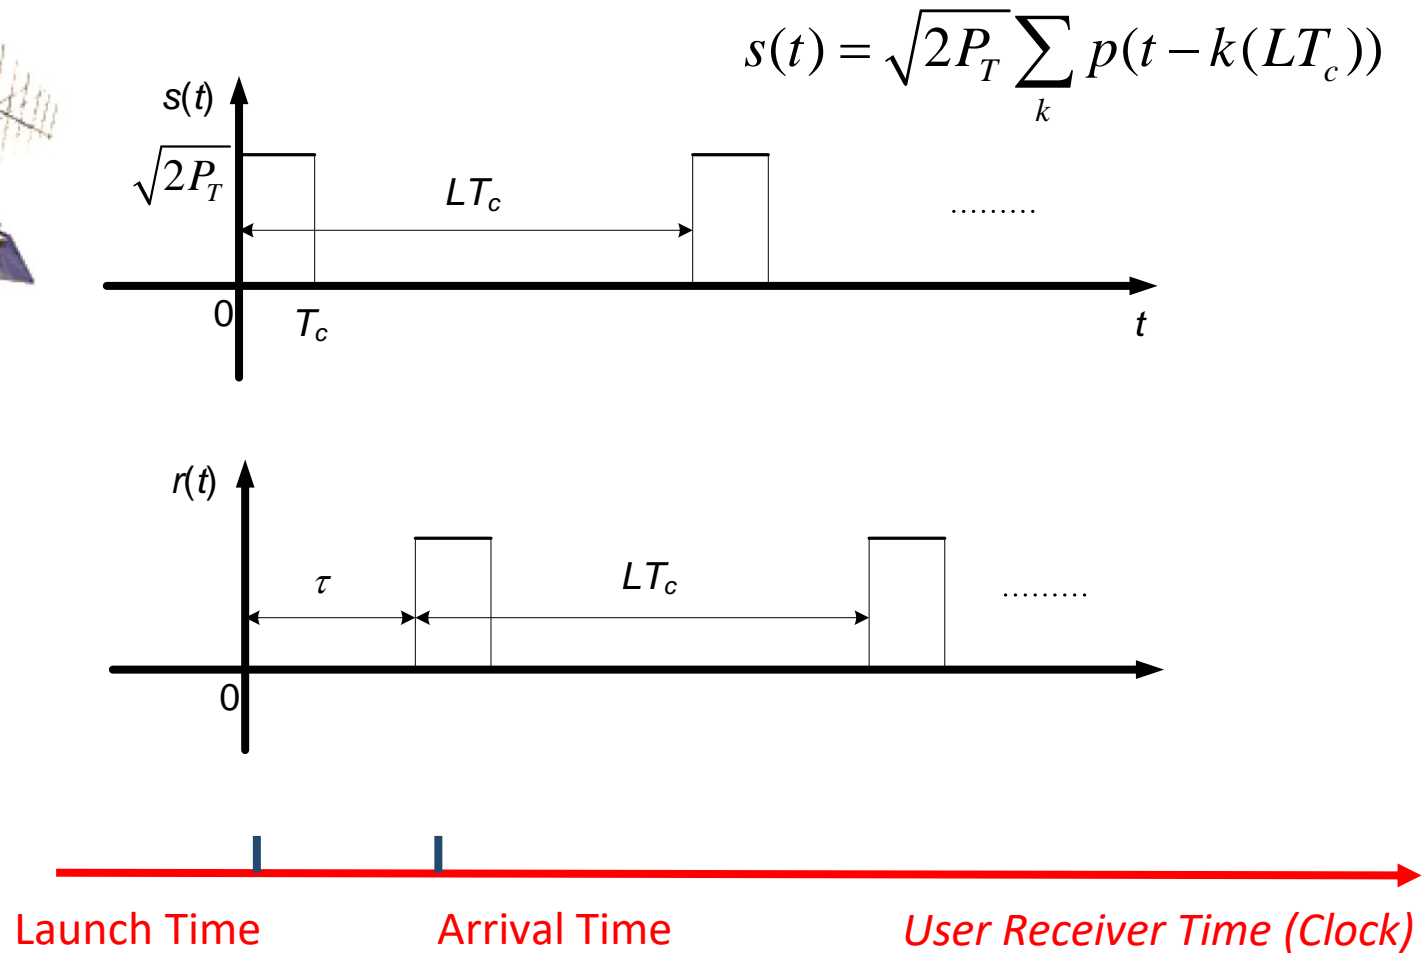 s(t) = √2P_T ∑_k p(t − k(LT_c))
s(t)
√2P_T
LT_c
.........
0
T_c
t
r(t)
τ
LT_c
.........
0
Launch Time
Arrival Time
User Receiver Time (Clock)